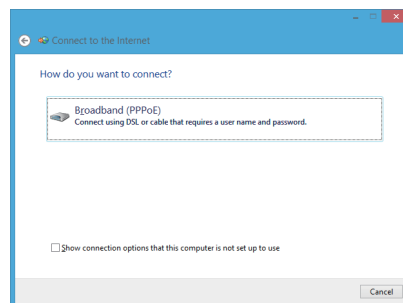 Connect to the Internet
How do you want to connect?
Broadband (PPPoE)
Connect using DSL or cable that requires a user name and password.
Show connection options that this computer is not set up to use
Cancel